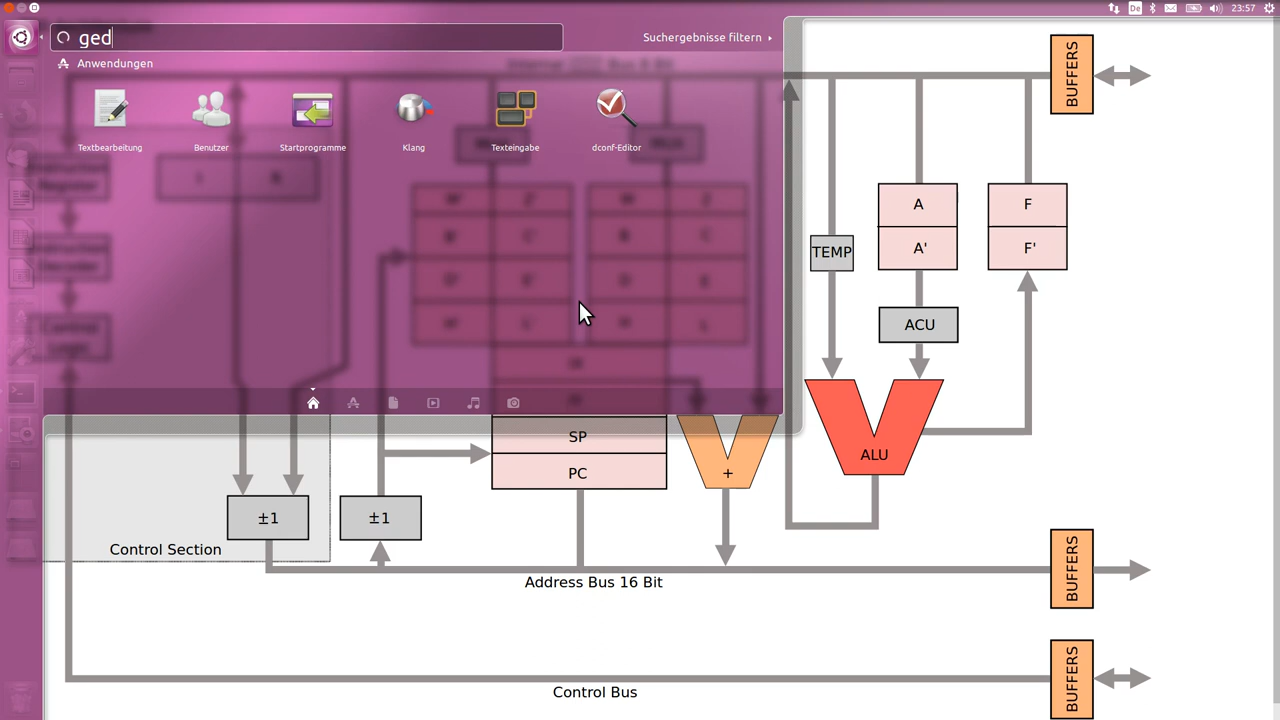 De 23:57
ged
Suchergebnisse filtern
Anwendungen
Textbearbeitung Benutzer Startprogramme Klang Texteingabe dconf-Editor
BUFFERS
A F
A' F'
TEMP
ACU
ALU
SP
PC
+
±1 ±1
Control Section
Address Bus 16 Bit
BUFFERS
Control Bus
BUFFERS